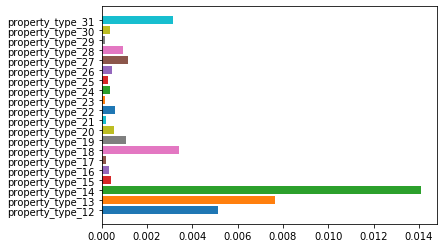 property_type_31
property_type_30
property_type_29
property_type_28
property_type_27
property_type_26
property_type_25
property_type_24
property_type_23
property_type_22
property_type_21
property_type_20
property_type_19
property_type_18
property_type_17
property_type_16
property_type_15
property_type_14
property_type_13
property_type_12
0.000 0.002 0.004 0.006 0.008 0.010 0.012 0.014